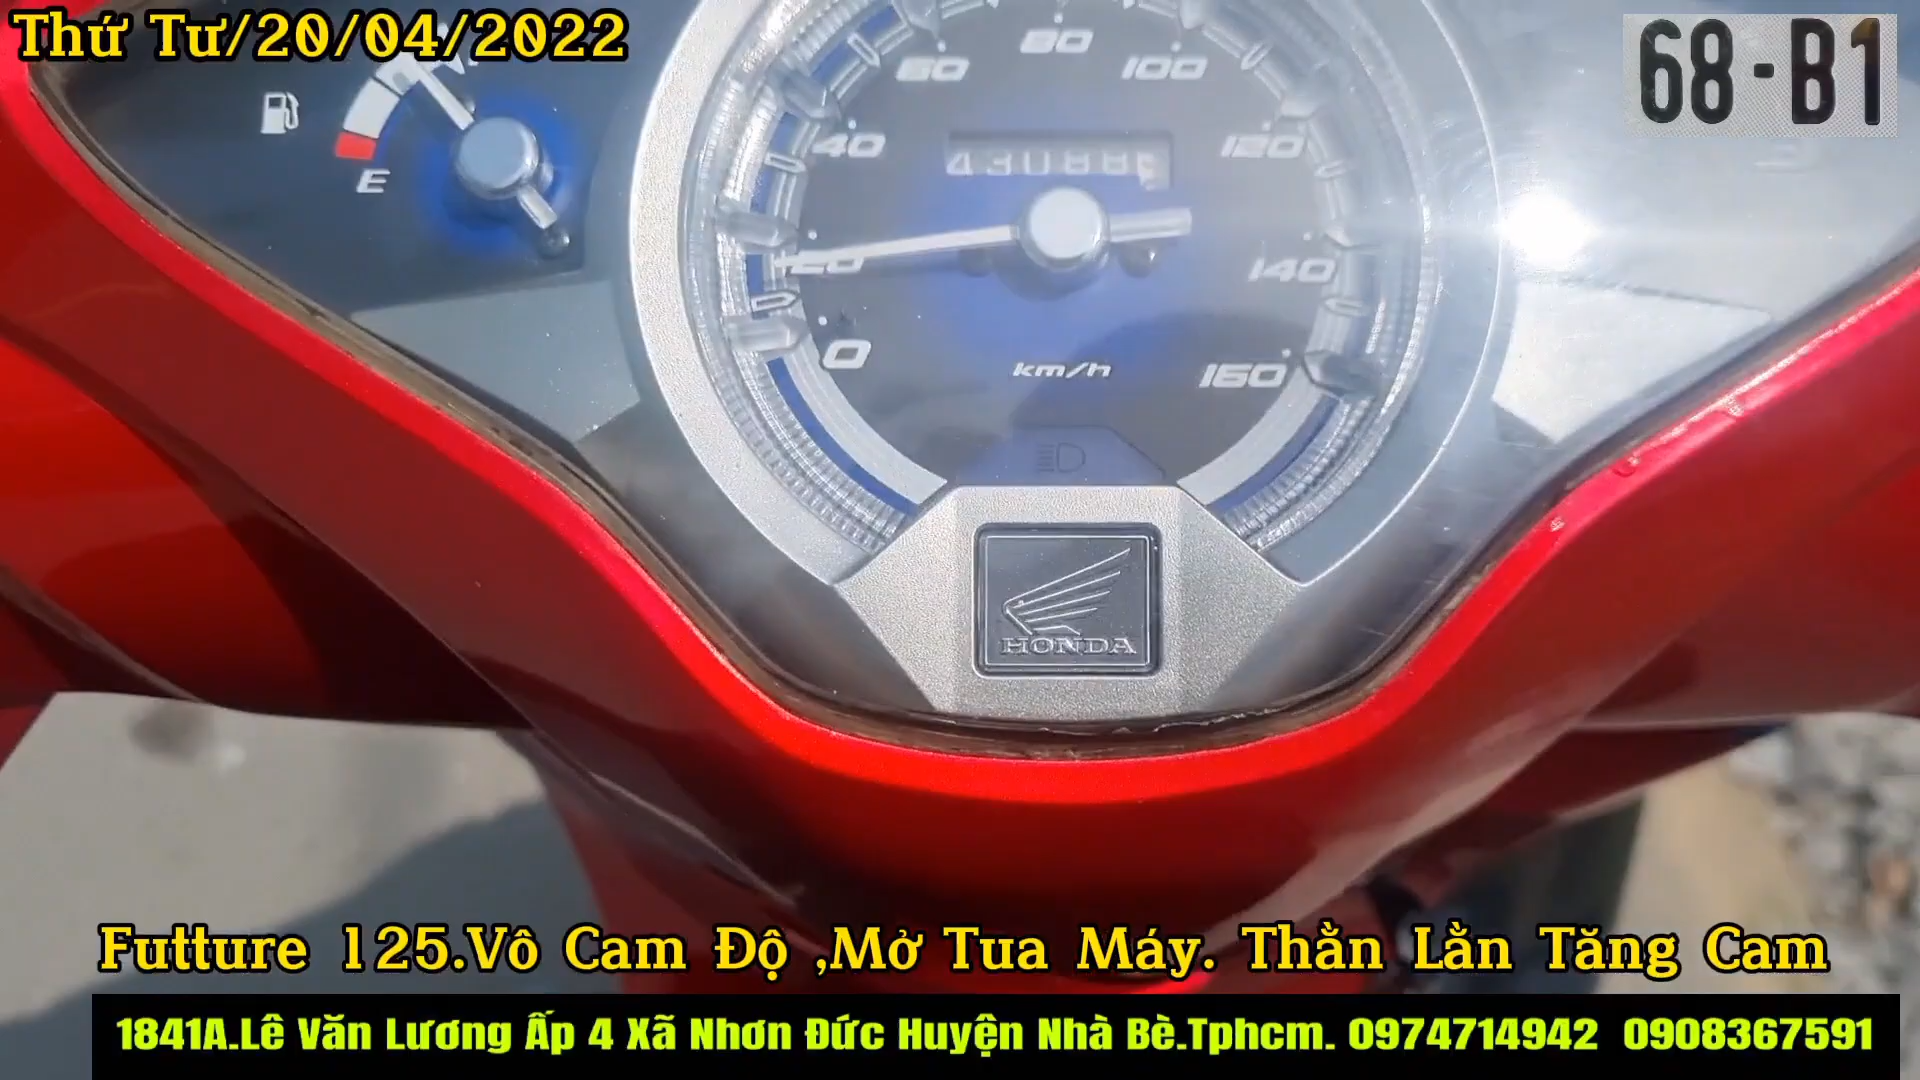 Thứ Tư/20/04/2022
68-B1
80
60
100
40
120
E
20
140
0
km/h
160
HONDA
Futture 125.Vô Cam Độ ,Mở Tua Máy. Thằn Lằn Tăng Cam
1841A.Lê Văn Lương Ấp 4 Xã Nhơn Đức Huyện Nhà Bè.Tphcm. 0974714942 0908367591